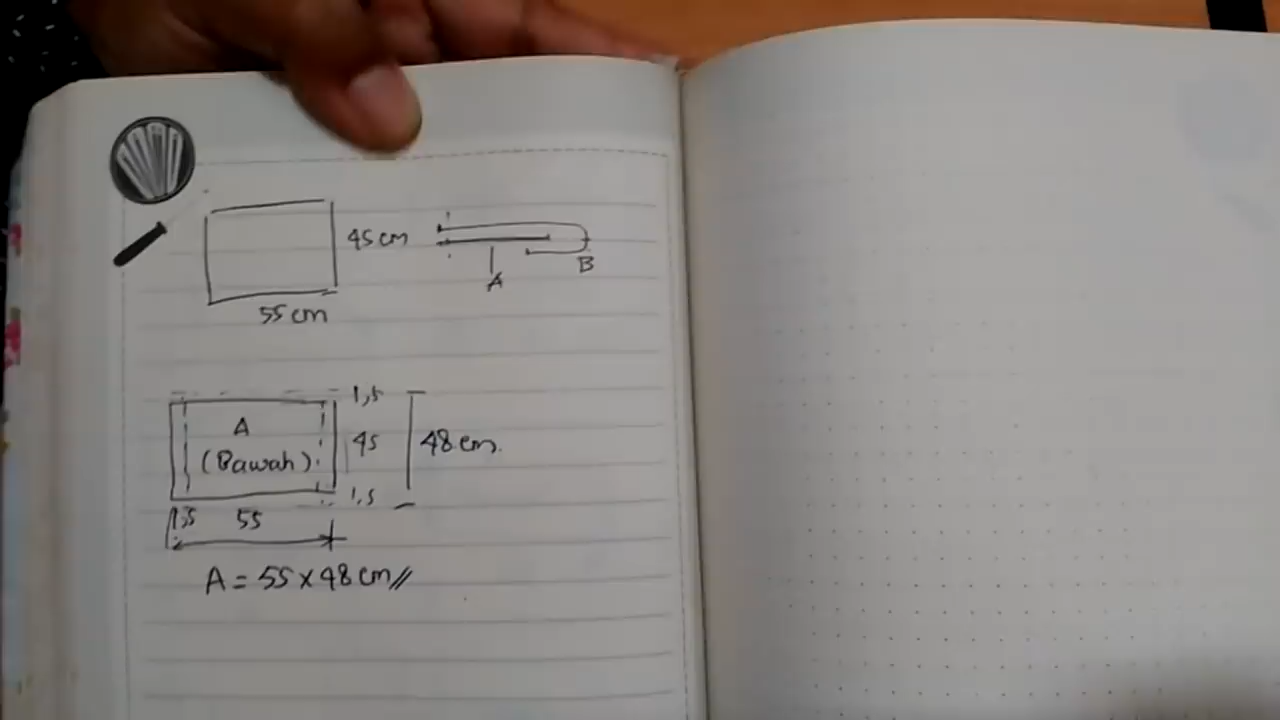 45 cm
A
B
55 cm
1,5
A
45
48 cm.
(Bawah)
1,5
1,5 55
A = 55 x 48 cm //